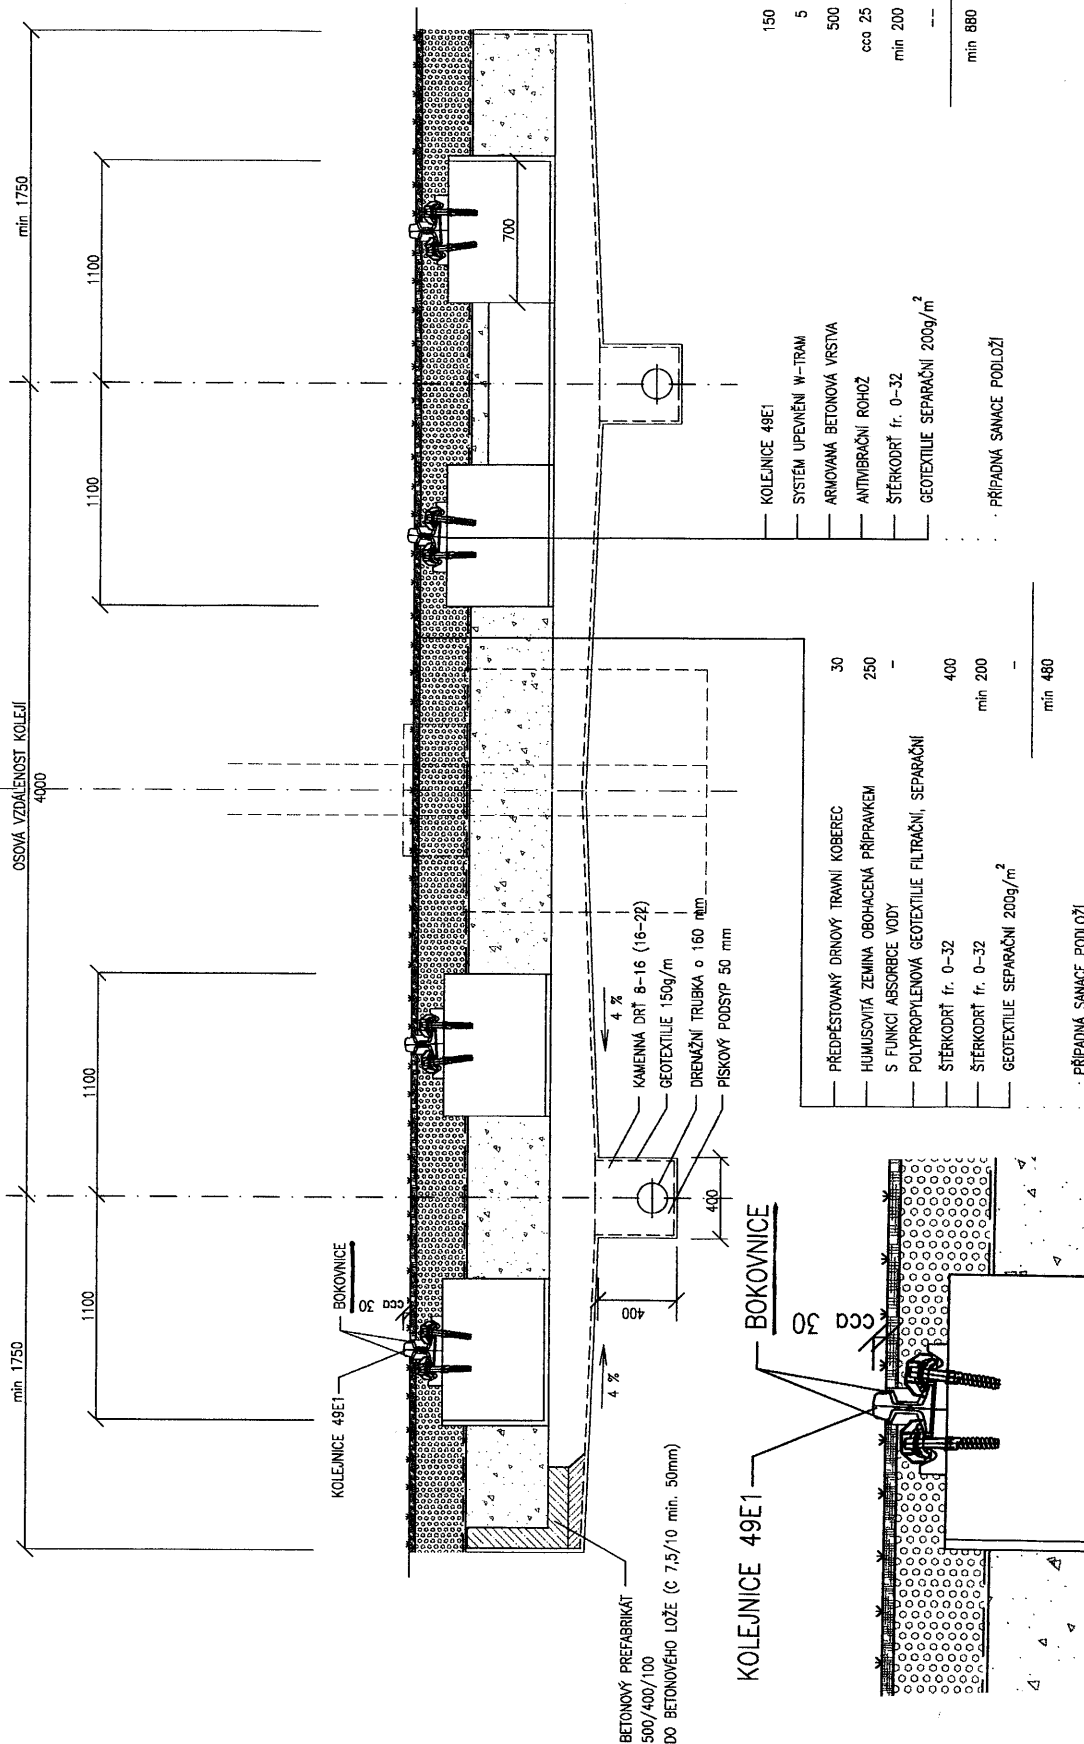 min 1750
OSOVÁ VZDÁLENOST KOLEJÍ
4000
min 1750
1100
1100
1100
1100
KOLEJNICE 49E1
BOKOVNICE
cca 30
700
4 %
4 %
400
400
KAMENNÁ DRŤ 8-16 (16-22)
GEOTEXTILIE 150g/m
DRENÁŽNÍ TRUBKA o 160 mm
PÍSKOVÝ PODSYP 50 mm
BETONOVÝ PREFABRIKÁT
500/400/100
DO BETONOVÉHO LOŽE (C 7,5/10 min. 50mm)
KOLEJNICE 49E1
BOKOVNICE
cca 30
PŘEDPĚSTOVANÝ DRNOVÝ TRAVNÍ KOBEREC 30
HUMUSOVITÁ ZEMINA OBOHACENÁ PŘÍPRAVKEM 250
S FUNKCÍ ABSORBCE VODY
POLYPROPYLENOVÁ GEOTEXTILIE FILTRAČNÍ, SEPARAČNÍ -
ŠTĚRKODRŤ fr. 0-32 400
ŠTĚRKODRŤ fr. 0-32 min 200
GEOTEXTILIE SEPARAČNÍ 200g/m² -
min 480
PŘÍPADNÁ SANACE PODLOŽÍ
KOLEJNICE 49E1 150
SYSTÉM UPEVNĚNÍ W-TRAM 5
ARMOVANÁ BETONOVÁ VRSTVA 500
ANTIVIBRAČNÍ ROHOŽ cca 25
ŠTĚRKODRŤ fr. 0-32 min 200
GEOTEXTILIE SEPARAČNÍ 200g/m² --
min 880
PŘÍPADNÁ SANACE PODLOŽÍ